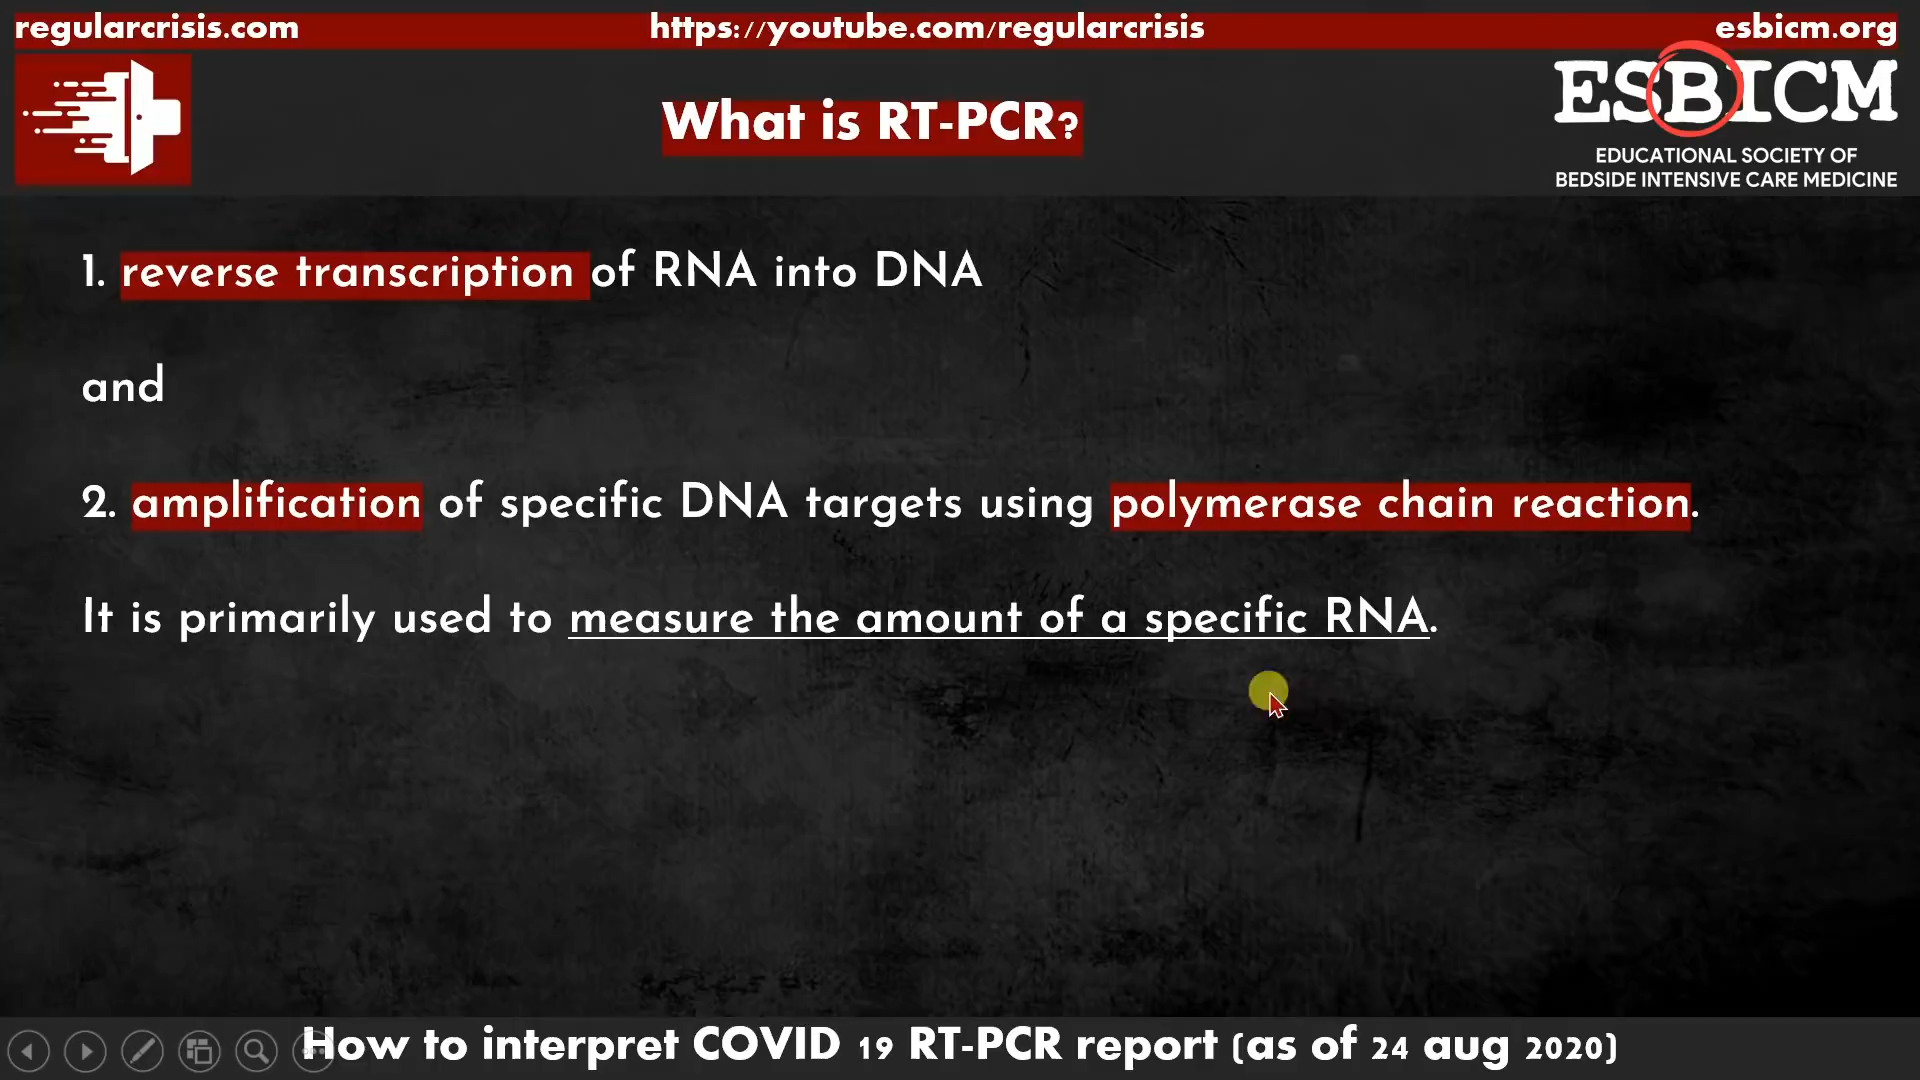 regularcrisis.com
https://youtube.com/regularcrisis
esbicm.org
ESBICM
EDUCATIONAL SOCIETY OF
BEDSIDE INTENSIVE CARE MEDICINE
What is RT-PCR?
1. reverse transcription of RNA into DNA
and
2. amplification of specific DNA targets using polymerase chain reaction.
It is primarily used to measure the amount of a specific RNA.
How to interpret COVID 19 RT-PCR report (as of 24 aug 2020)